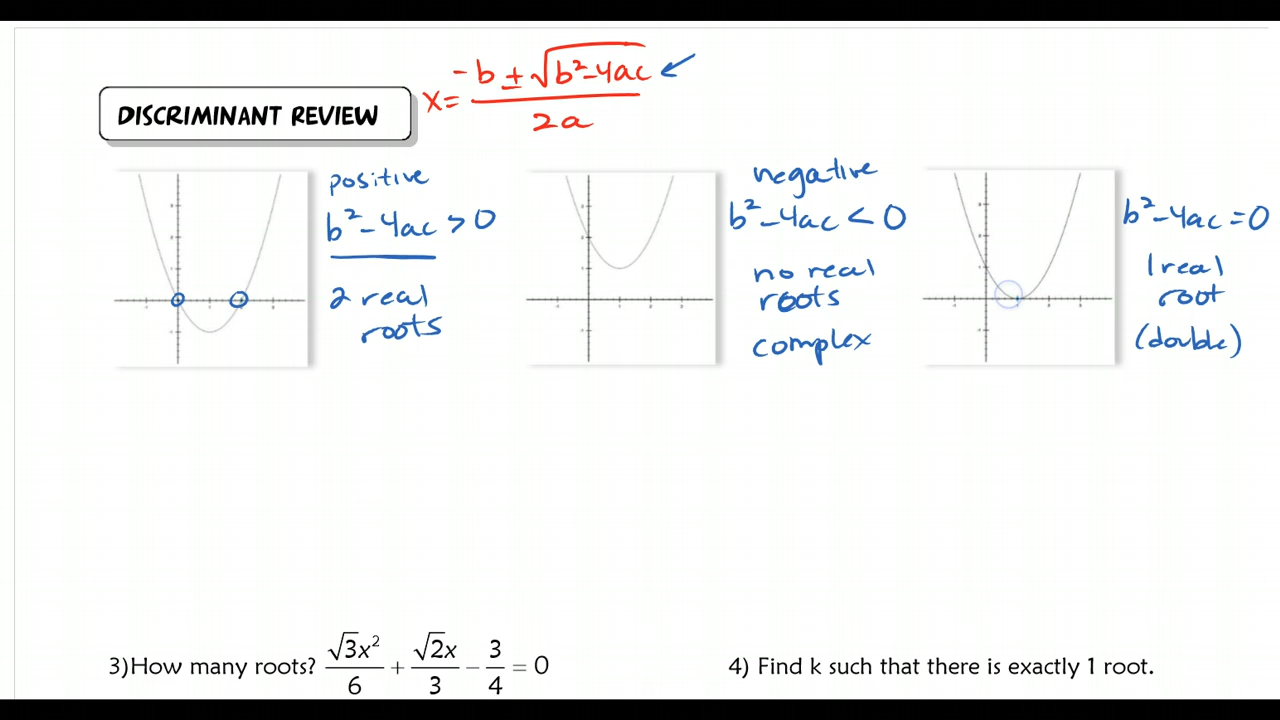 x = -b ± √b²-4ac / 2a
DISCRIMINANT REVIEW
positive
b²-4ac > 0
2 real
roots
negative
b²-4ac < 0
no real
roots
complex
b²-4ac = 0
1 real
root
(double)
3)How many roots? √3x²/6 + √2x/3 − 3/4 = 0
4) Find k such that there is exactly 1 root.